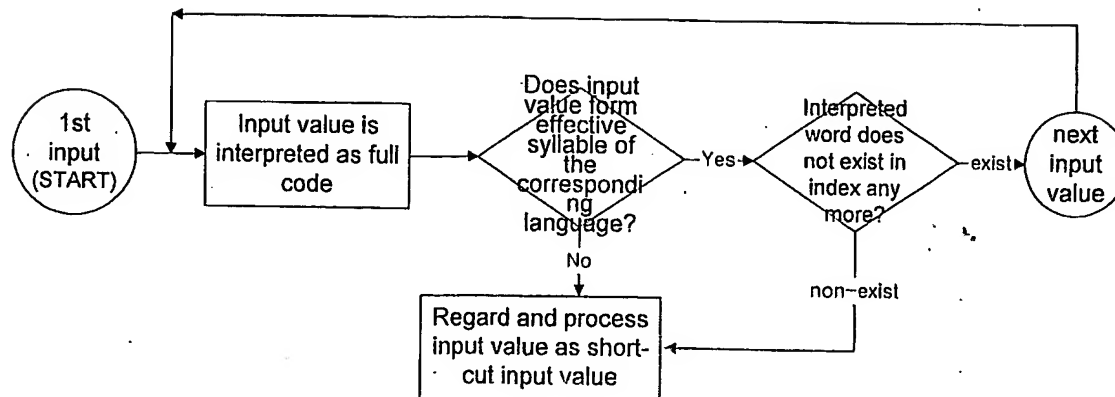 1st
input
(START)
Input value is
interpreted as full
code
Does input
value form
effective
syllable of
the
correspondi
ng
language?
Yes
No
Interpreted
word does
not exist in
index any
more?
exist
non-exist
next
input
value
Regard and process
input value as short-
cut input value